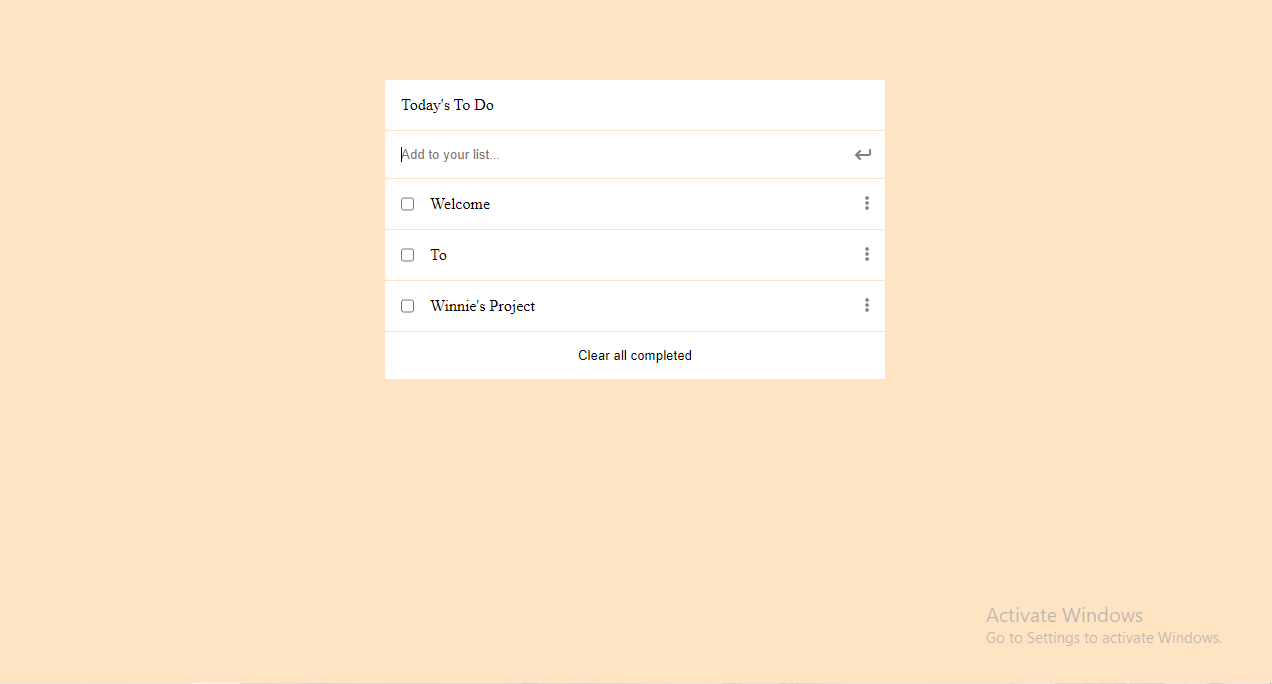 Today's To Do
Add to your list...
Welcome
To
Winnie's Project
Clear all completed
Activate Windows
Go to Settings to activate Windows.